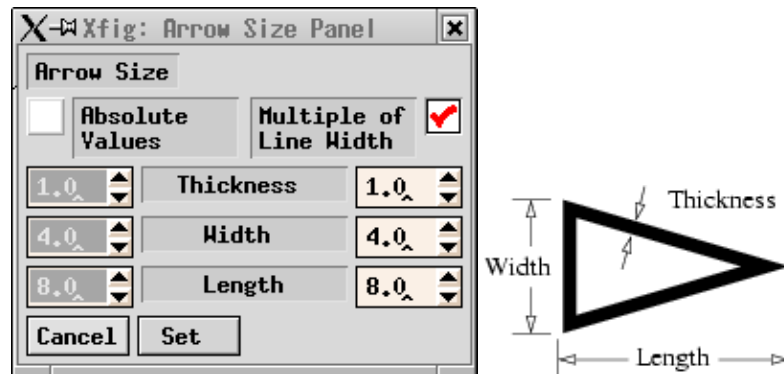 Xfig: Arrow Size Panel
Arrow Size
Absolute Values
Multiple of Line Width
1.0 Thickness 1.0
4.0 Width 4.0
8.0 Length 8.0
Cancel Set
Thickness
Width
Length